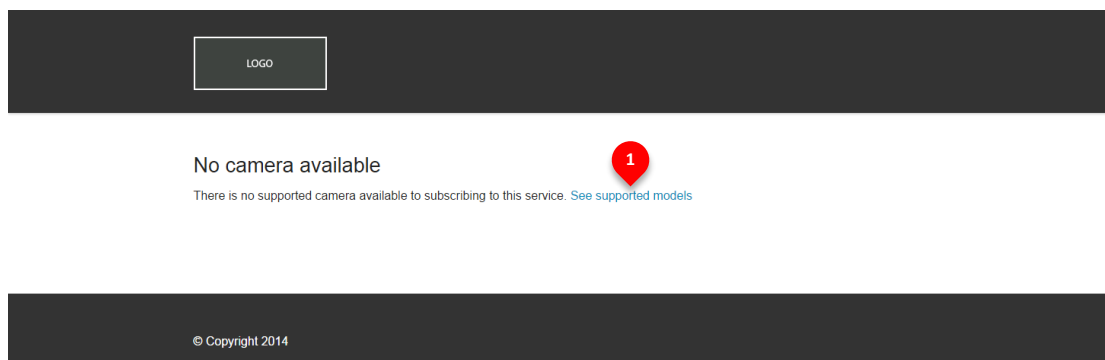 LOGO
No camera available
1
There is no supported camera available to subscribing to this service. See supported models
© Copyright 2014